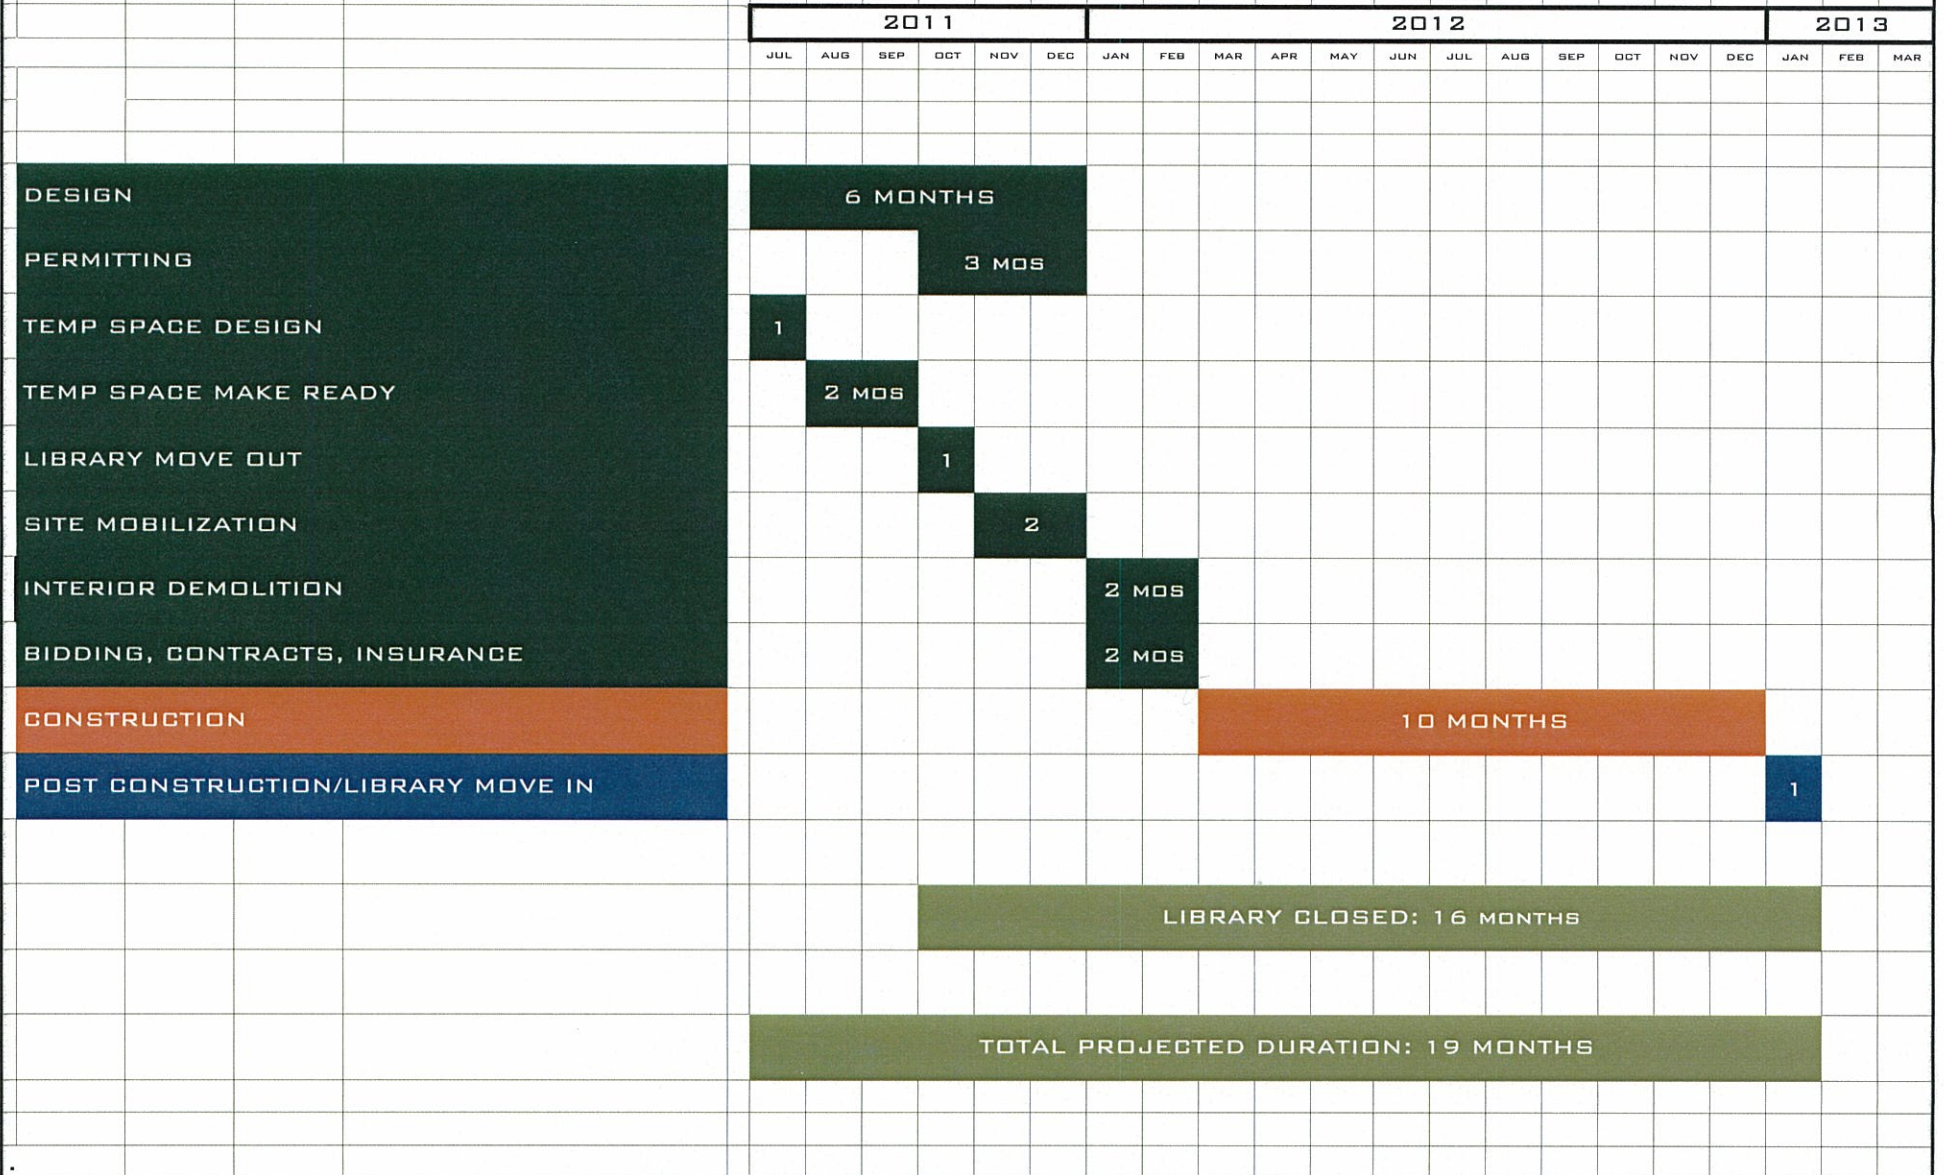 2011 2012 2013
JUL AUG SEP OCT NOV DEC JAN FEB MAR APR MAY JUN JUL AUG SEP OCT NOV DEC JAN FEB MAR
DESIGN 6 MONTHS
PERMITTING 3 MOS
TEMP SPACE DESIGN 1
TEMP SPACE MAKE READY 2 MOS
LIBRARY MOVE OUT 1
SITE MOBILIZATION 2
INTERIOR DEMOLITION 2 MOS
BIDDING, CONTRACTS, INSURANCE 2 MOS
CONSTRUCTION 10 MONTHS
POST CONSTRUCTION/LIBRARY MOVE IN 1
LIBRARY CLOSED: 16 MONTHS
TOTAL PROJECTED DURATION: 19 MONTHS